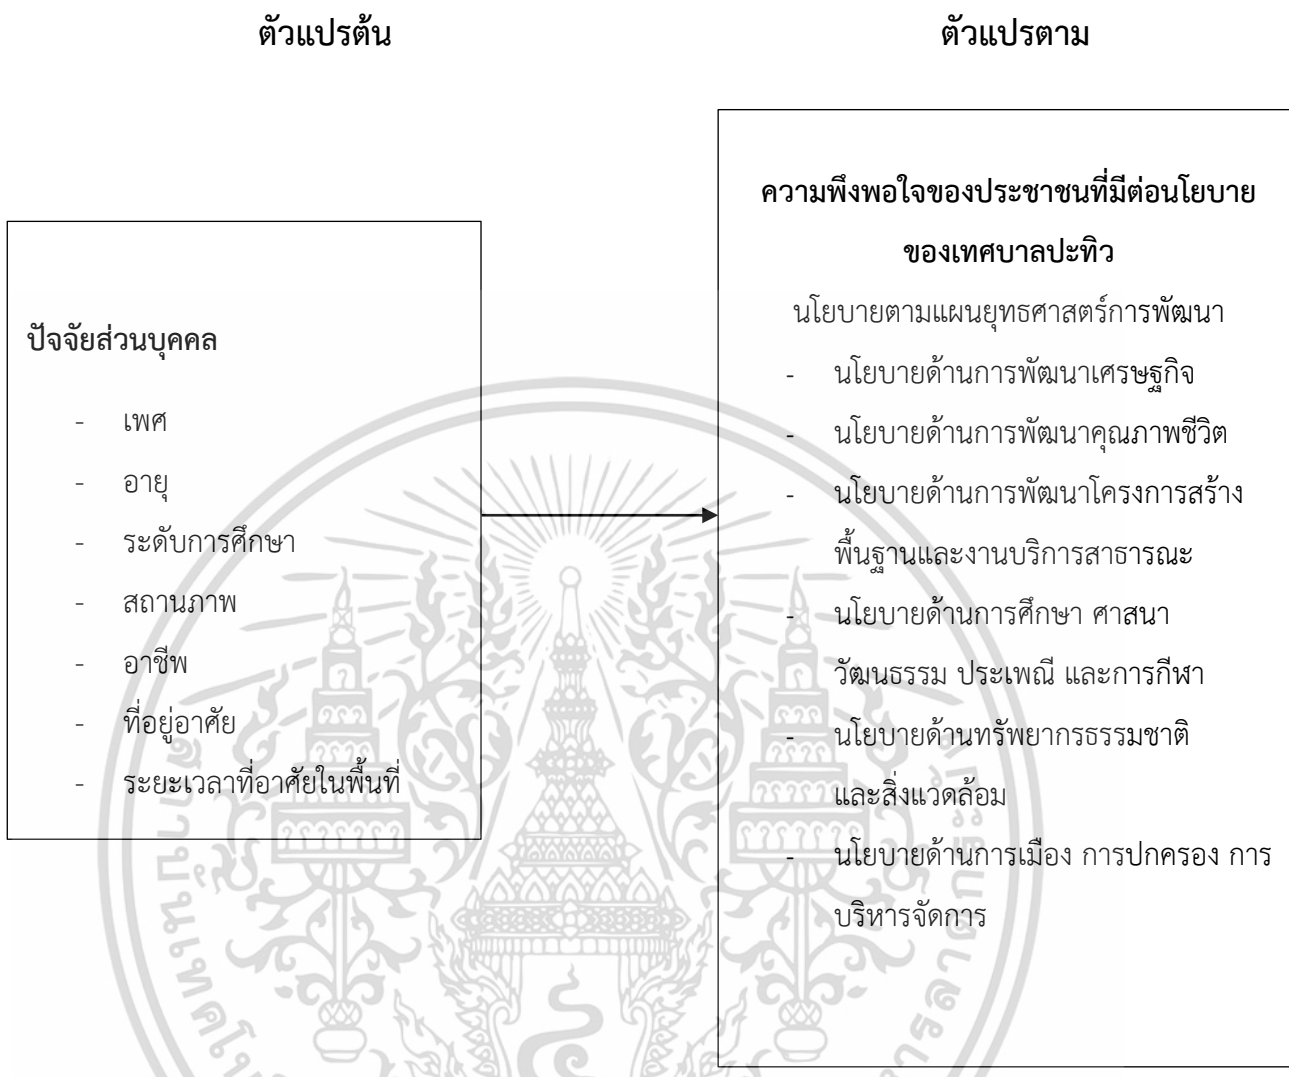 ตัวแปรต้น
ตัวแปรตาม
ปัจจัยส่วนบุคคล
- เพศ
- อายุ
- ระดับการศึกษา
- สถานภาพ
- อาชีพ
- ที่อยู่อาศัย
- ระยะเวลาที่อาศัยในพื้นที่
ความพึงพอใจของประชาชนที่มีต่อนโยบาย
ของเทศบาลปะทิว
นโยบายตามแผนยุทธศาสตร์การพัฒนา
- นโยบายด้านการพัฒนาเศรษฐกิจ
- นโยบายด้านการพัฒนาคุณภาพชีวิต
- นโยบายด้านการพัฒนาโครงการสร้าง
พื้นฐานและงานบริการสาธารณะ
- นโยบายด้านการศึกษา ศาสนา
วัฒนธรรม ประเพณี และการกีฬา
- นโยบายด้านทรัพยากรธรรมชาติ
และสิ่งแวดล้อม
- นโยบายด้านการเมือง การปกครอง การ
บริหารจัดการ